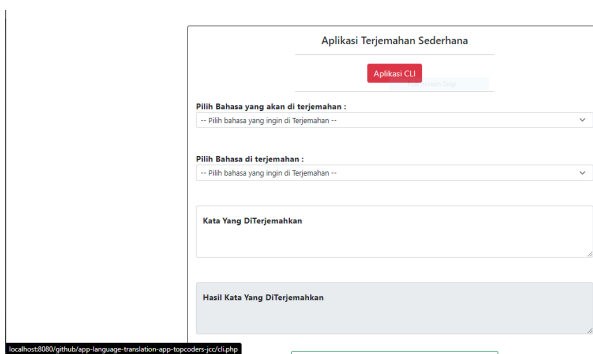 Aplikasi Terjemahan Sederhana
Aplikasi CLI
Pilih Bahasa yang akan di terjemahan :
-- Pilih bahasa yang ingin di Terjemahan --
Pilih Bahasa di terjemahan :
-- Pilih bahasa yang ingin di Terjemahan --
Kata Yang DiTerjemahkan
Hasil Kata Yang DiTerjemahkan
localhost:8080/github/app-language-translation-app-topcoders-jcc/cli.php